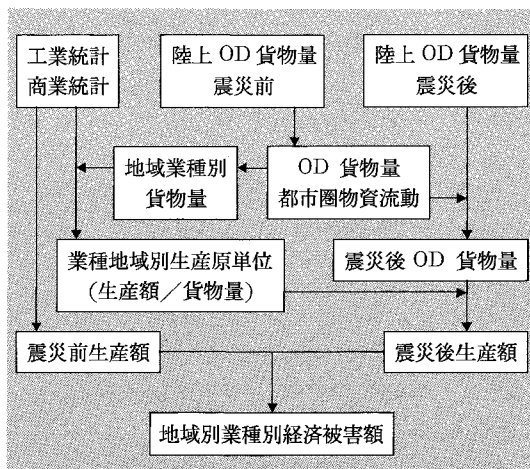 工業統計
商業統計
陸上 OD 貨物量
震災前
陸上 OD 貨物量
震災後
地域業種別
貨物量
OD 貨物量
都市圏物資流動
業種地域別生産原単位
(生産額／貨物量)
震災後 OD 貨物量
震災前生産額
震災後生産額
地域別業種別経済被害額